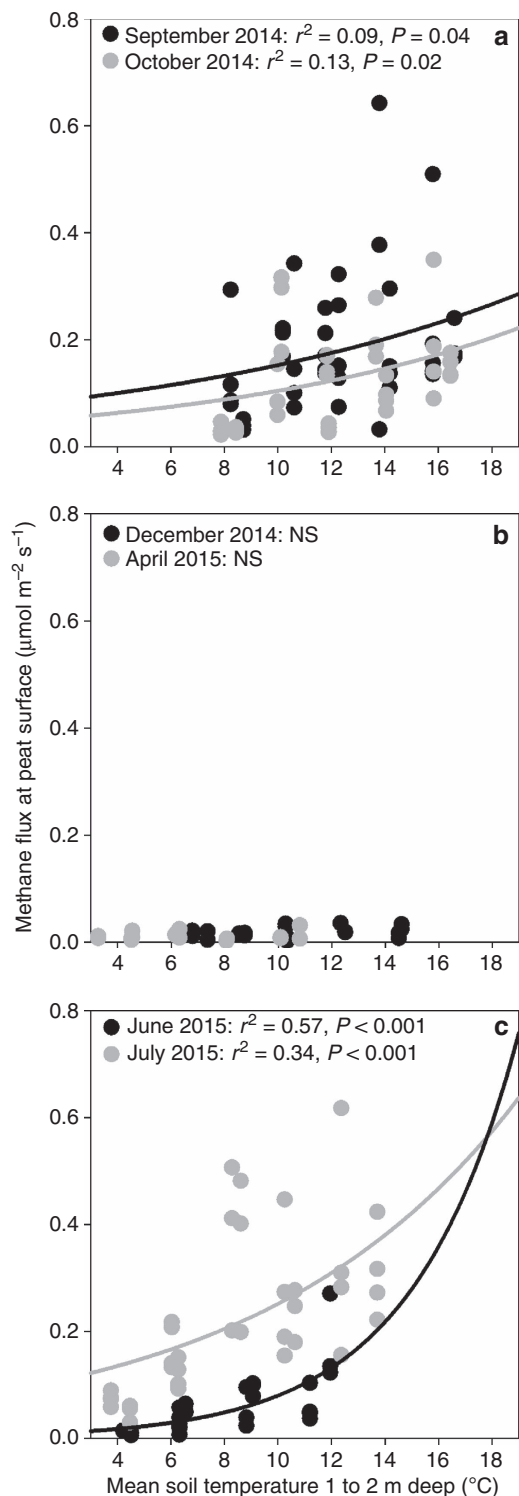 September 2014: r² = 0.09, P = 0.04
a
October 2014: r² = 0.13, P = 0.02
0.6
0.4
0.2
0.0
4 6 8 10 12 14 16 18
0.8
December 2014: NS
b
April 2015: NS
0.6
0.4
0.2
0.0
4 6 8 10 12 14 16 18
Methane flux at peat surface (μmol m⁻² s⁻¹)
0.8
June 2015: r² = 0.57, P < 0.001
c
July 2015: r² = 0.34, P < 0.001
0.6
0.4
0.2
0.0
4 6 8 10 12 14 16 18
Mean soil temperature 1 to 2 m deep (°C)